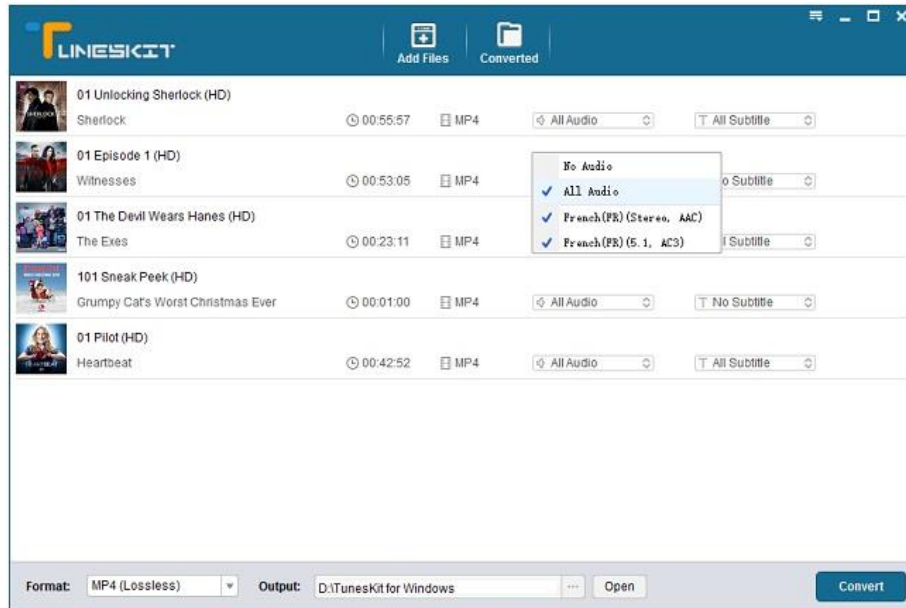 TUNESKIT
Add Files
Converted
01 Unlocking Sherlock (HD)
Sherlock
00:55:57
MP4
All Audio
All Subtitle
01 Episode 1 (HD)
Witnesses
00:53:05
MP4
o Subtitle
No Audio
All Audio
French(FR)(Stereo, AAC)
French(FR)(5.1, AC3)
01 The Devil Wears Hanes (HD)
The Exes
00:23:11
MP4
l Subtitle
101 Sneak Peek (HD)
Grumpy Cat's Worst Christmas Ever
00:01:00
MP4
All Audio
No Subtitle
01 Pilot (HD)
Heartbeat
00:42:52
MP4
All Audio
All Subtitle
Format: MP4 (Lossless)
Output: D:\TunesKit for Windows
...
Open
Convert